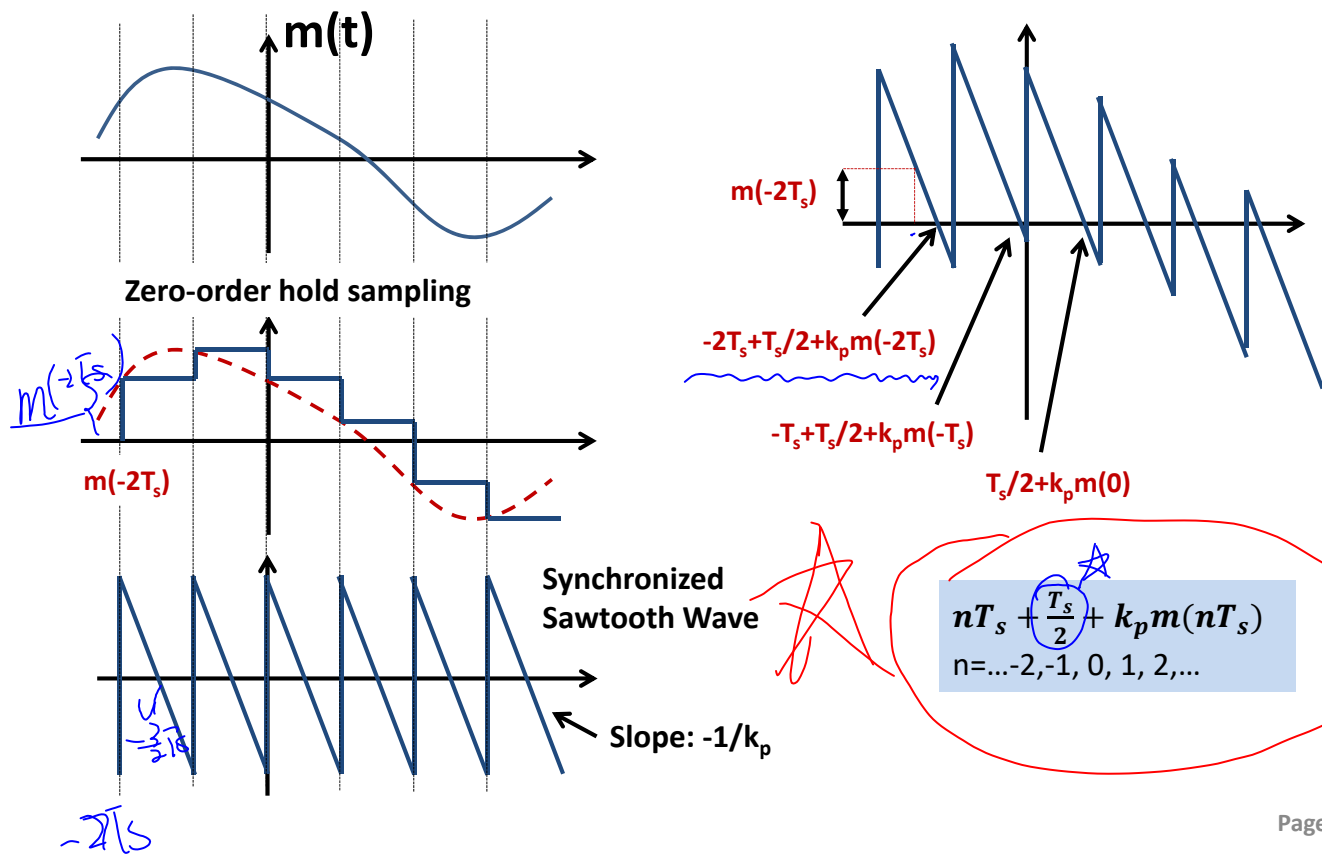 m(t)
Zero-order hold sampling
m(-2Ts)
m(-2Ts)
Synchronized
Sawtooth Wave
-3/2Ts
Slope: -1/kp
-2Ts
m(-2Ts)
-2Ts+Ts/2+kpm(-2Ts)
-Ts+Ts/2+kpm(-Ts)
Ts/2+kpm(0)
nTs + Ts/2 + kpm(nTs)
n=...-2,-1, 0, 1, 2,...
Page